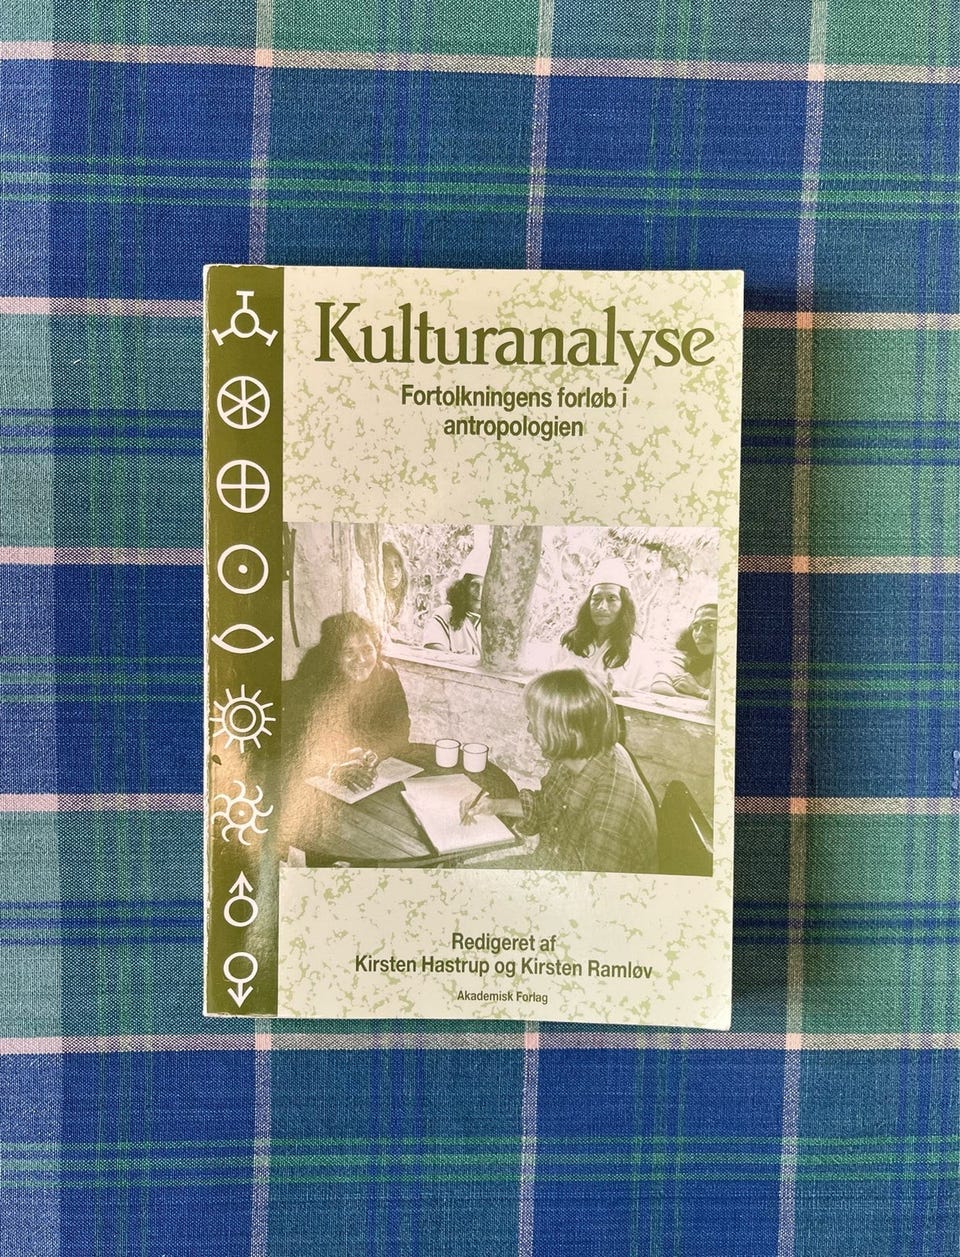 Kulturanalyse
Fortolkningens forløb i
antropologien
Redigeret af
Kirsten Hastrup og Kirsten Ramløv
Akademisk Forlag